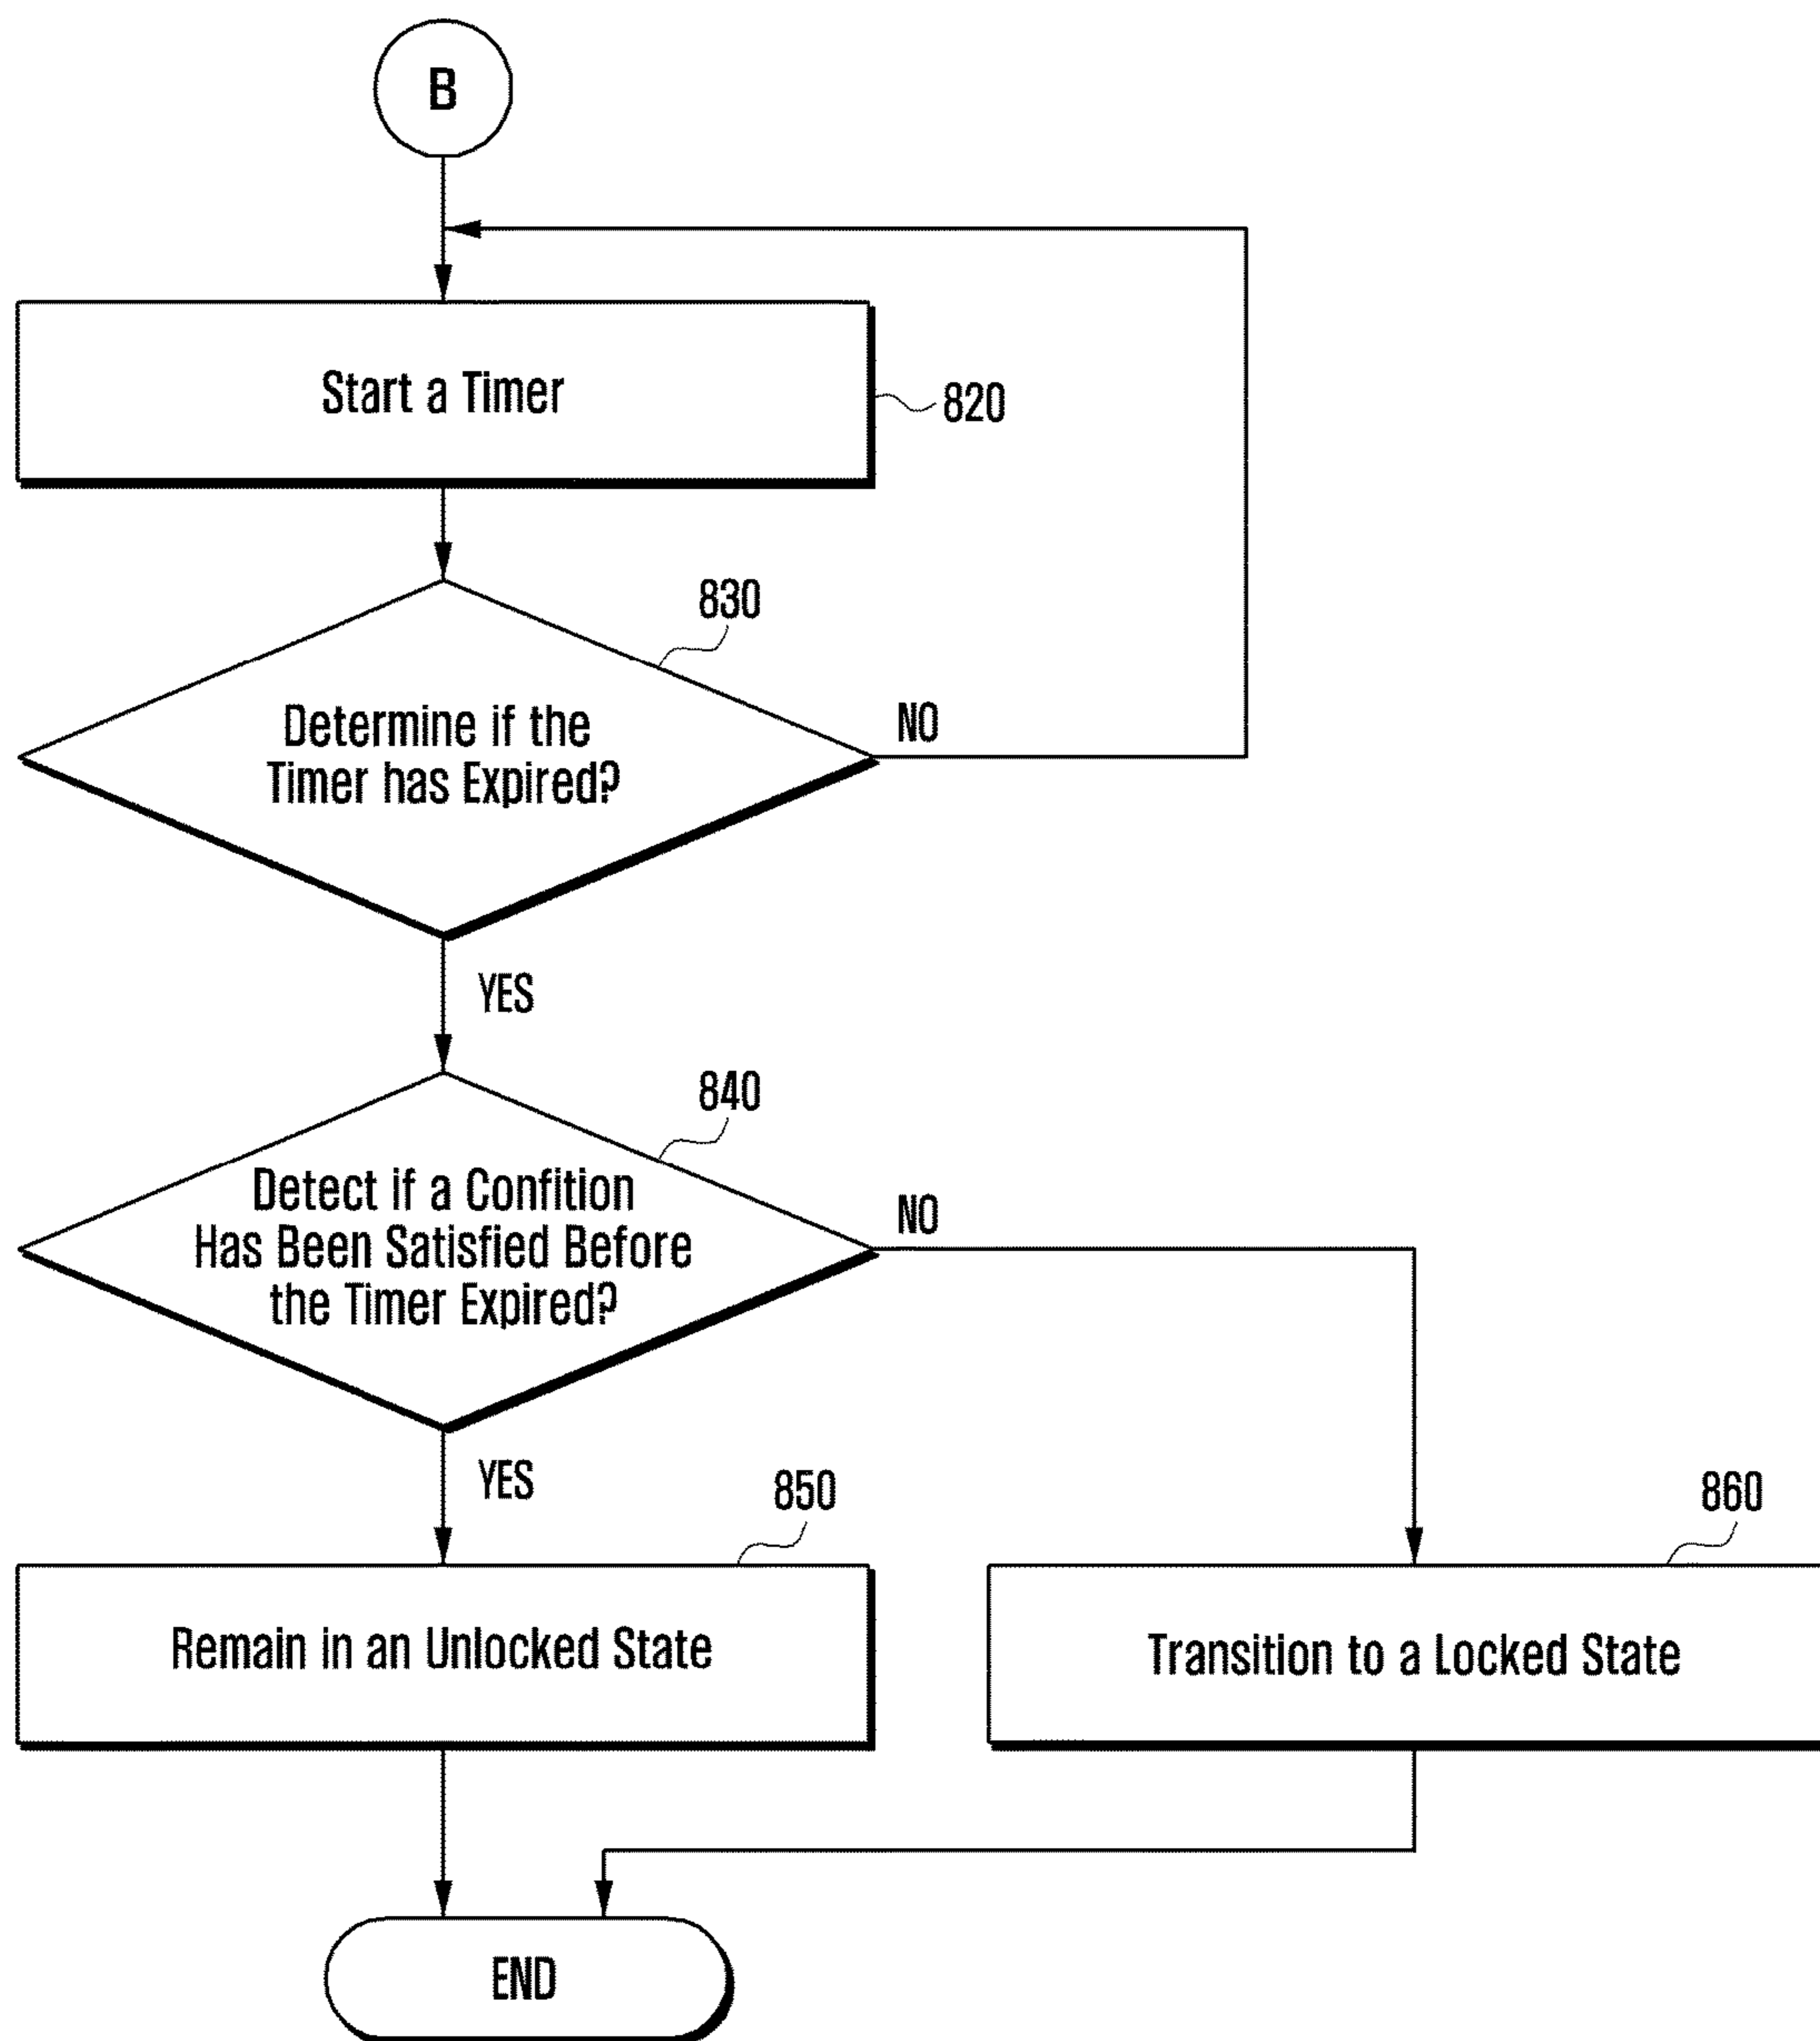 B
Start a Timer
820
830
Determine if the
Timer has Expired?
NO
YES
840
Detect if a Confition
Has Been Satisfied Before
the Timer Expired?
NO
YES
850
Remain in an Unlocked State
860
Transition to a Locked State
END